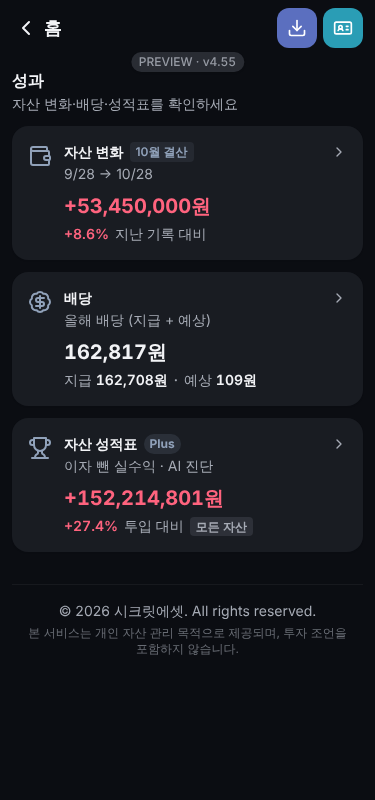 홈
PREVIEW · v4.55
성과
자산 변화·배당·성적표를 확인하세요
자산 변화 10월 결산
9/28 → 10/28
+53,450,000원
+8.6% 지난 기록 대비
배당
올해 배당 (지급 + 예상)
162,817원
지급 162,708원 · 예상 109원
자산 성적표 Plus
이자 뺀 실수익 · AI 진단
+152,214,801원
+27.4% 투입 대비 모든 자산
© 2026 시크릿에셋. All rights reserved.
본 서비스는 개인 자산 관리 목적으로 제공되며, 투자 조언을
포함하지 않습니다.